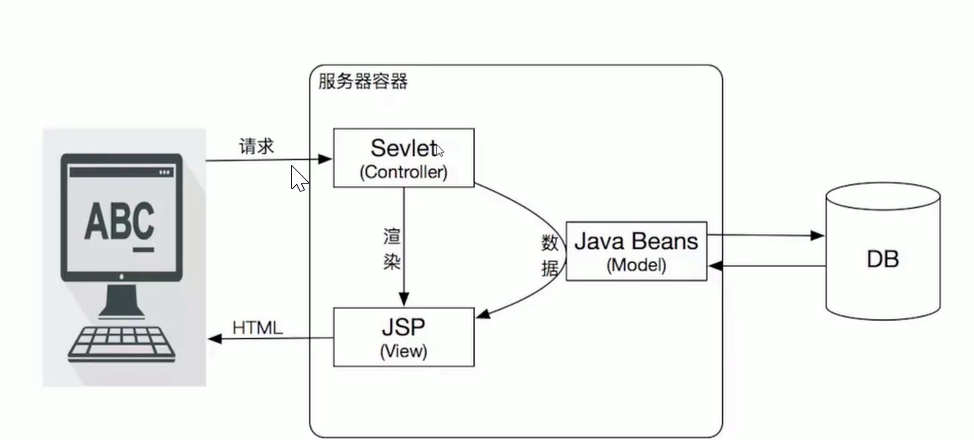 服务器容器
请求
Sevlet
(Controller)
ABC
渲
染
数
据
Java Beans
(Model)
DB
HTML
JSP
(View)